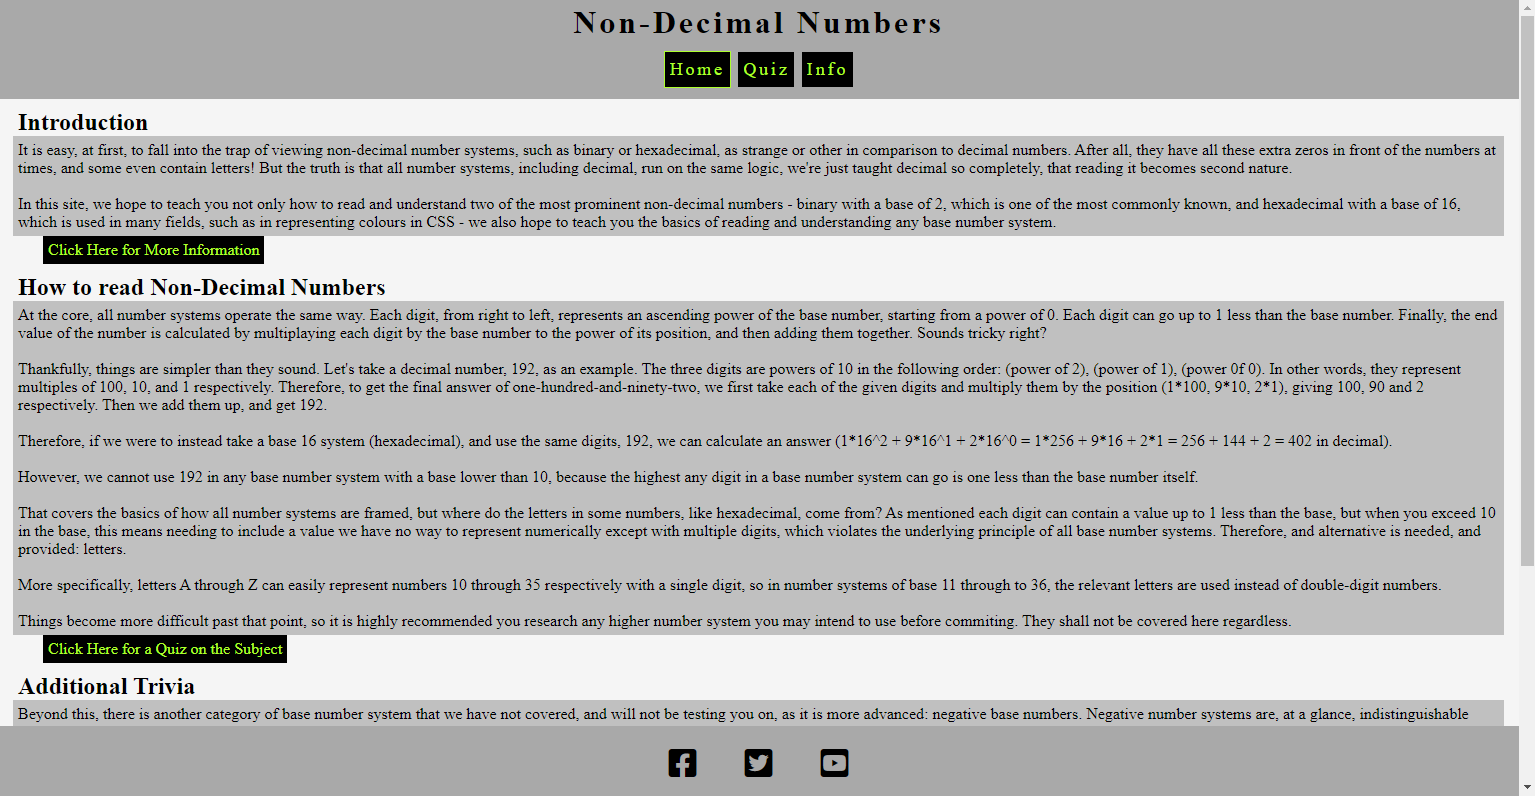 Non-Decimal Numbers
Home Quiz Info
Introduction
It is easy, at first, to fall into the trap of viewing non-decimal number systems, such as binary or hexadecimal, as strange or other in comparison to decimal numbers. After all, they have all these extra zeros in front of the numbers at
times, and some even contain letters! But the truth is that all number systems, including decimal, run on the same logic, we're just taught decimal so completely, that reading it becomes second nature.
In this site, we hope to teach you not only how to read and understand two of the most prominent non-decimal numbers - binary with a base of 2, which is one of the most commonly known, and hexadecimal with a base of 16,
which is used in many fields, such as in representing colours in CSS - we also hope to teach you the basics of reading and understanding any base number system.
Click Here for More Information
How to read Non-Decimal Numbers
At the core, all number systems operate the same way. Each digit, from right to left, represents an ascending power of the base number, starting from a power of 0. Each digit can go up to 1 less than the base number. Finally, the end
value of the number is calculated by multiplaying each digit by the base number to the power of its position, and then adding them together. Sounds tricky right?
Thankfully, things are simpler than they sound. Let's take a decimal number, 192, as an example. The three digits are powers of 10 in the following order: (power of 2), (power of 1), (power 0f 0). In other words, they represent
multiples of 100, 10, and 1 respectively. Therefore, to get the final answer of one-hundred-and-ninety-two, we first take each of the given digits and multiply them by the position (1*100, 9*10, 2*1), giving 100, 90 and 2
respectively. Then we add them up, and get 192.
Therefore, if we were to instead take a base 16 system (hexadecimal), and use the same digits, 192, we can calculate an answer (1*16^2 + 9*16^1 + 2*16^0 = 1*256 + 9*16 + 2*1 = 256 + 144 + 2 = 402 in decimal).
However, we cannot use 192 in any base number system with a base lower than 10, because the highest any digit in a base number system can go is one less than the base number itself.
That covers the basics of how all number systems are framed, but where do the letters in some numbers, like hexadecimal, come from? As mentioned each digit can contain a value up to 1 less than the base, but when you exceed 10
in the base, this means needing to include a value we have no way to represent numerically except with multiple digits, which violates the underlying principle of all base number systems. Therefore, and alternative is needed, and
provided: letters.
More specifically, letters A through Z can easily represent numbers 10 through 35 respectively with a single digit, so in number systems of base 11 through to 36, the relevant letters are used instead of double-digit numbers.
Things become more difficult past that point, so it is highly recommended you research any higher number system you may intend to use before commiting. They shall not be covered here regardless.
Click Here for a Quiz on the Subject
Additional Trivia
Beyond this, there is another category of base number system that we have not covered, and will not be testing you on, as it is more advanced: negative base numbers. Negative number systems are, at a glance, indistinguishable